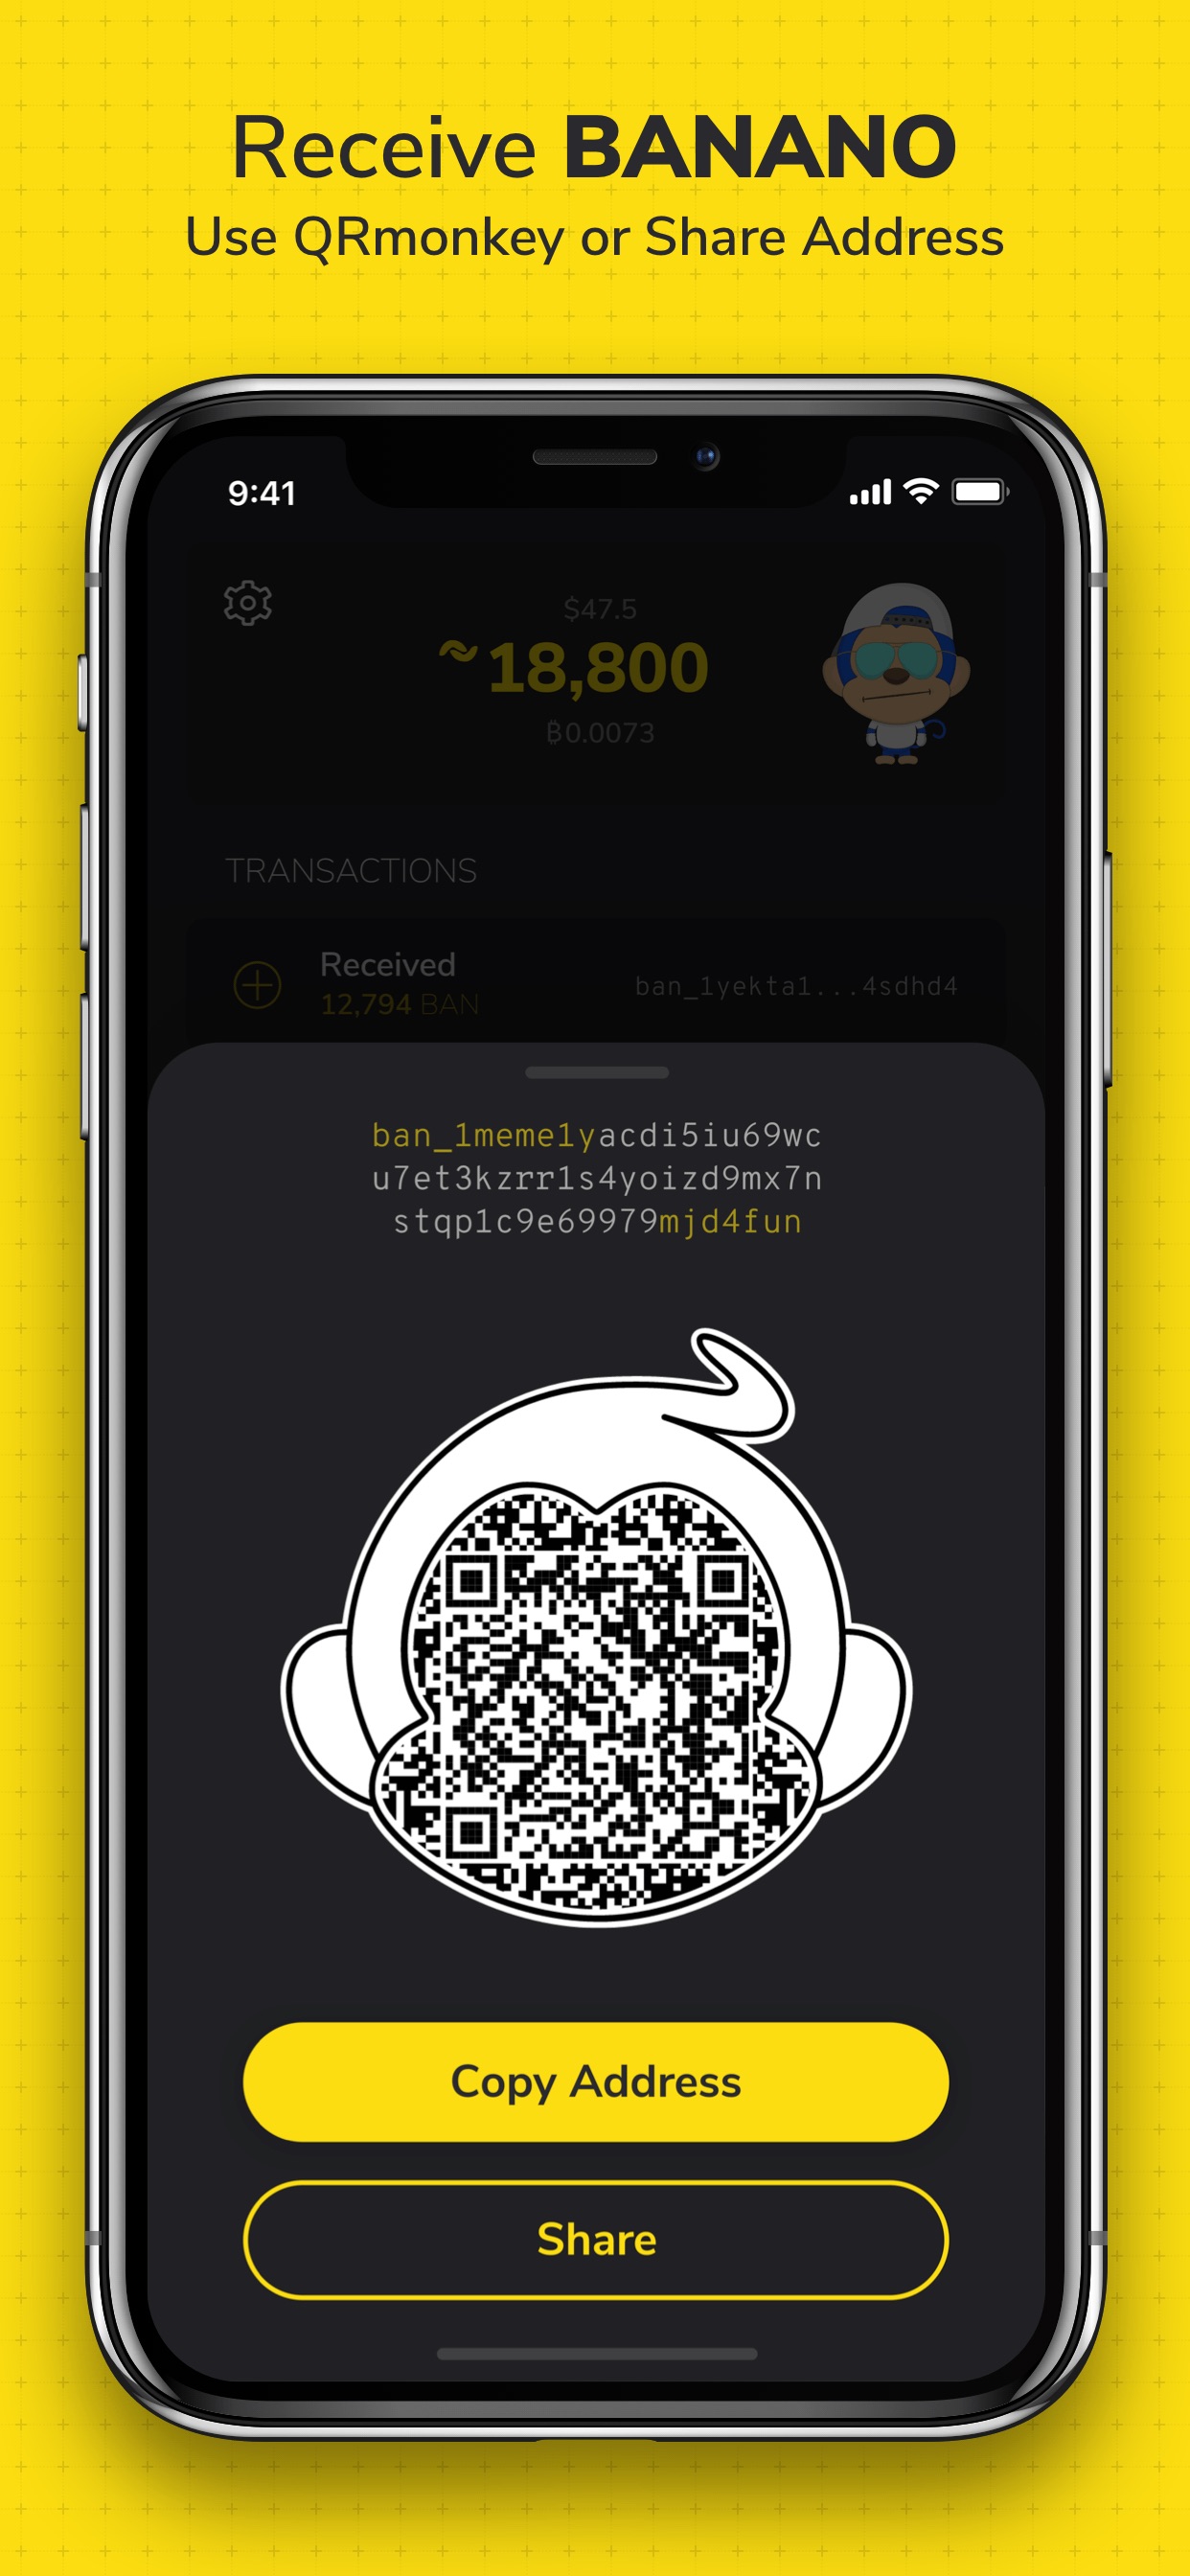 Receive BANANO
Use QRmonkey or Share Address
9:41
$47.5
18,800
₿0.0073
TRANSACTIONS
Received
12,794 BAN
ban_1yekta1...4sdhd4
ban_1meme1yacdi5iu69wc
u7et3kzrr1s4yoizd9mx7n
stqp1c9e69979mjd4fun
Copy Address
Share